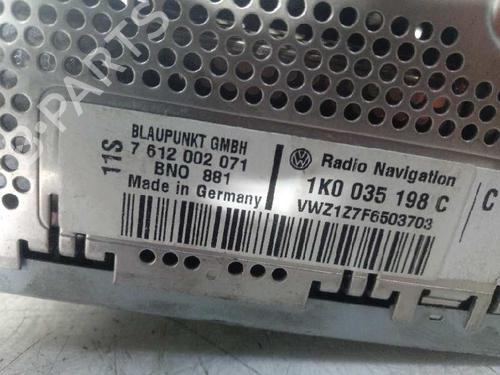 11S
BLAUPUNKT GMBH
7 612 002 071
BNO 881
Made in Germany
Radio Navigation
1K0 035 198 C
VWZ1Z7F6503703
C
B-PARTS